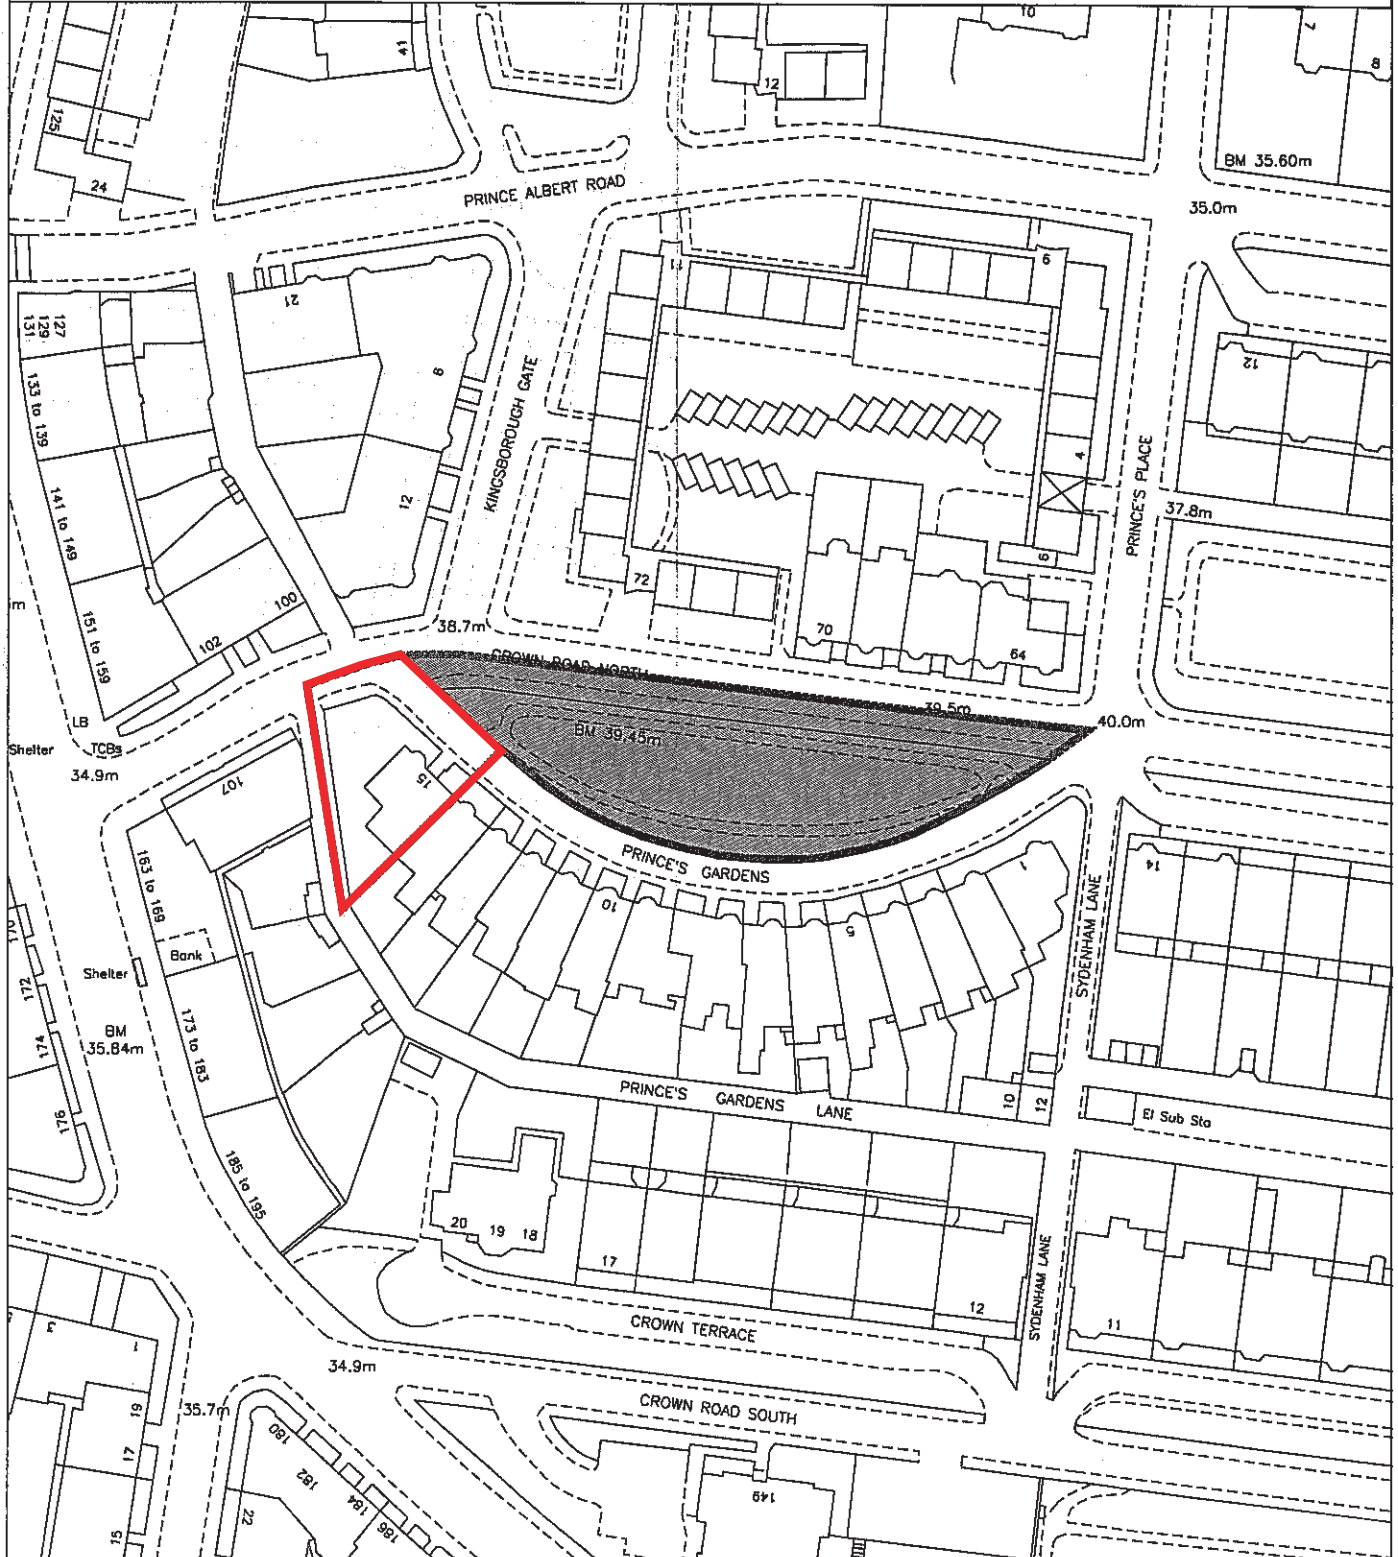 41
12
10
7
8
125
24
BM 35.60m
PRINCE ALBERT ROAD
35.0m
21
6
127
129
131
133 to 139
8
KINGSBOROUGH GATE
12
4
PRINCE'S PLACE
12
37.8m
141 to 149
9
72
100
102
151 to 159
38.7m
70
64
m
CROWN ROAD NORTH
39.5m
40.0m
BM 39.45m
LB
TCBs
Shelter
34.9m
107
15
PRINCE'S GARDENS
1
14
163 to 169
10
5
SYDENHAM LANE
170
Bank
Shelter
172
BM
35.84m
174
173 to 183
PRINCE'S GARDENS LANE
10
12
El Sub Sta
176
185 to 195
20
19
18
17
12
SYDENHAM LANE
11
CROWN TERRACE
3
1
34.9m
35.7m
CROWN ROAD SOUTH
19
17
15
180
182
184
186
22
149